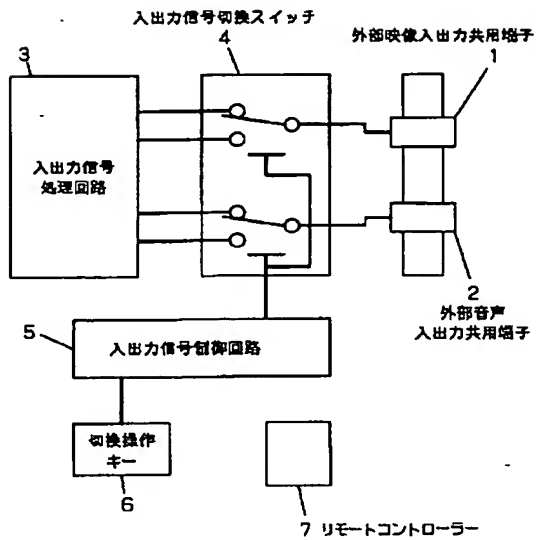 入出力信号切換スイッチ
4
外部映像入出力共用端子
1
3
入出力信号
処理回路
2
外部音声
入出力共用端子
5
入出力信号制御回路
切換操作
キー
6
7 リモートコントローラー